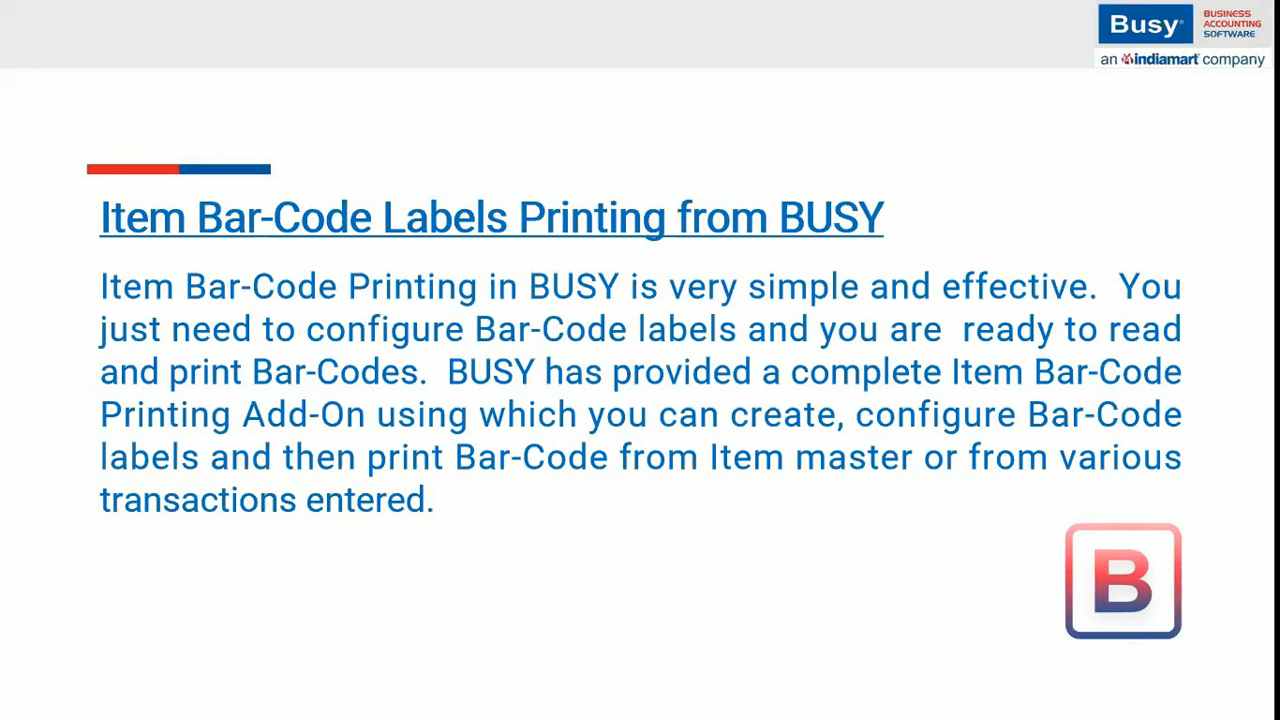 Busy
BUSINESS
ACCOUNTING
SOFTWARE
an indiamart company
Item Bar-Code Labels Printing from BUSY
Item Bar-Code Printing in BUSY is very simple and effective. You
just need to configure Bar-Code labels and you are ready to read
and print Bar-Codes. BUSY has provided a complete Item Bar-Code
Printing Add-On using which you can create, configure Bar-Code
labels and then print Bar-Code from Item master or from various
transactions entered.
B